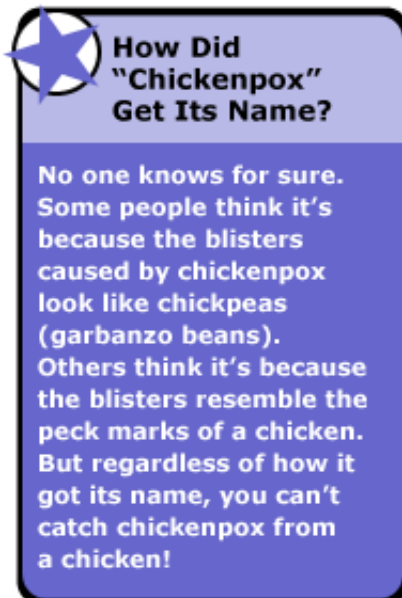 How Did
“Chickenpox”
Get Its Name?
No one knows for sure.
Some people think it’s
because the blisters
caused by chickenpox
look like chickpeas
(garbanzo beans).
Others think it’s because
the blisters resemble the
peck marks of a chicken.
But regardless of how it
got its name, you can’t
catch chickenpox from
a chicken!